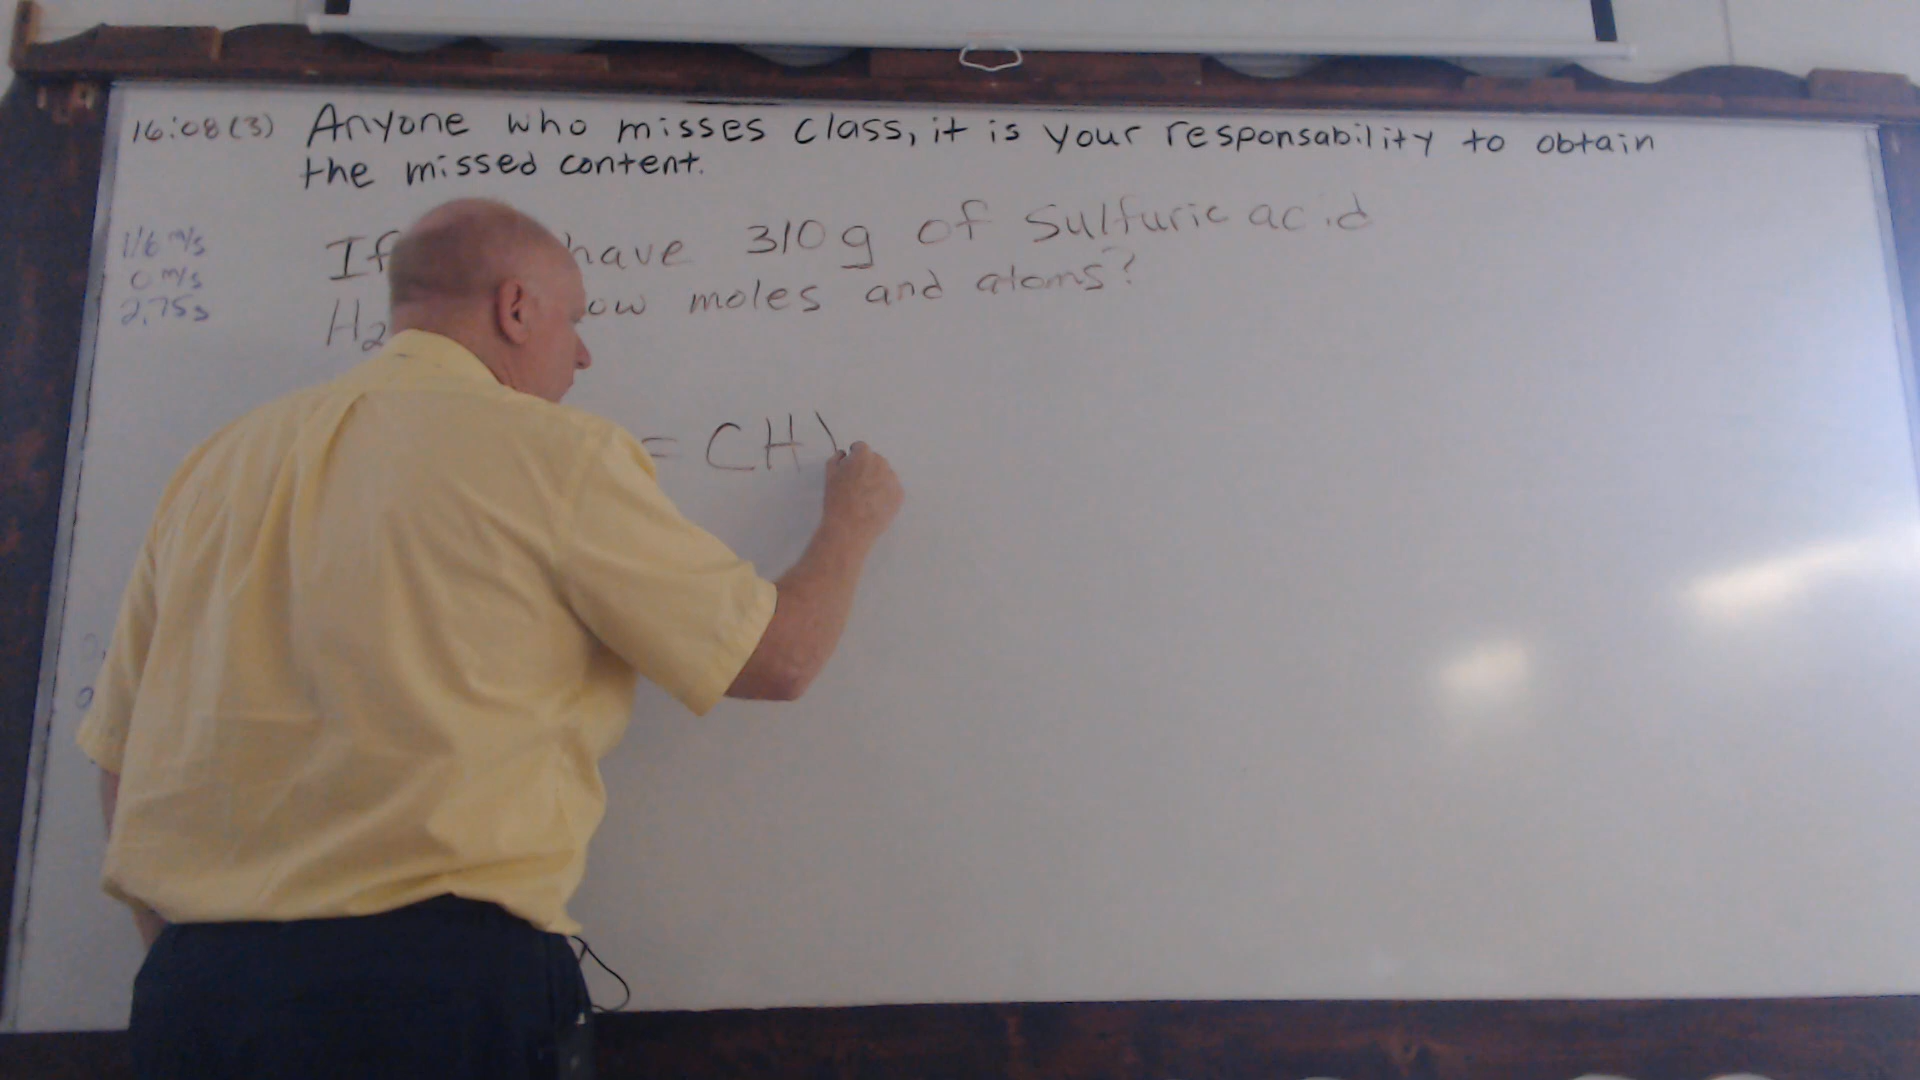 16:08(3) Anyone who misses class, it is your responsability to obtain
the missed content.
If have 310g of Sulfuric acid
H₂ ow moles and atoms?
1.16 m/s
0 m/s
2.75s
= CH)